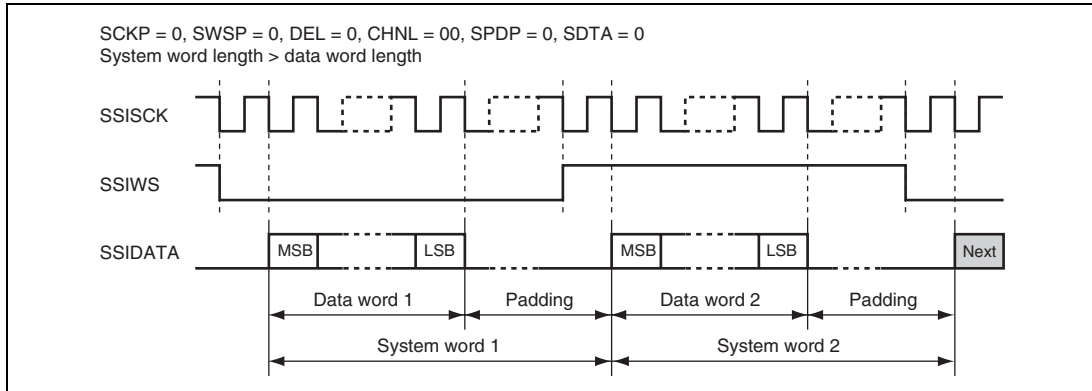 SCKP = 0, SWSP = 0, DEL = 0, CHNL = 00, SPDP = 0, SDTA = 0
System word length > data word length
SSISCK
SSIWS
SSIDATA
MSB LSB MSB LSB Next
Data word 1 Padding Data word 2 Padding
System word 1 System word 2